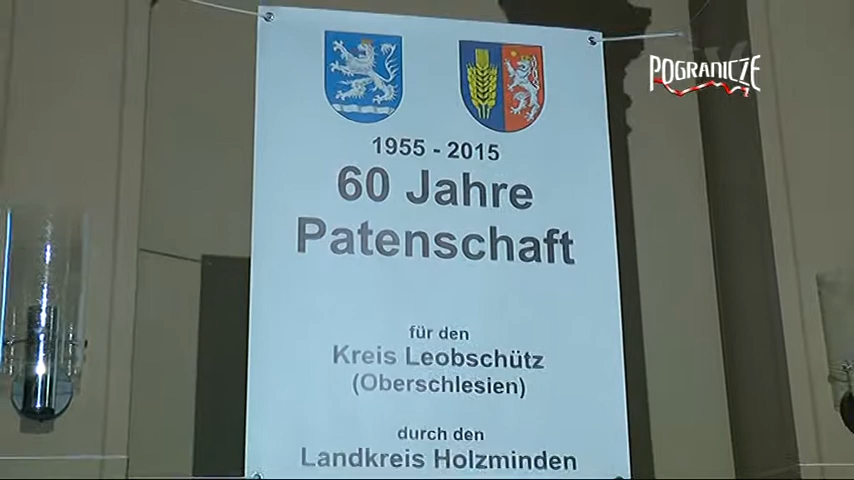 POGRANICZE
1955 - 2015
60 Jahre
Patenschaft
für den
Kreis Leobschütz
(Oberschlesien)
durch den
Landkreis Holzminden